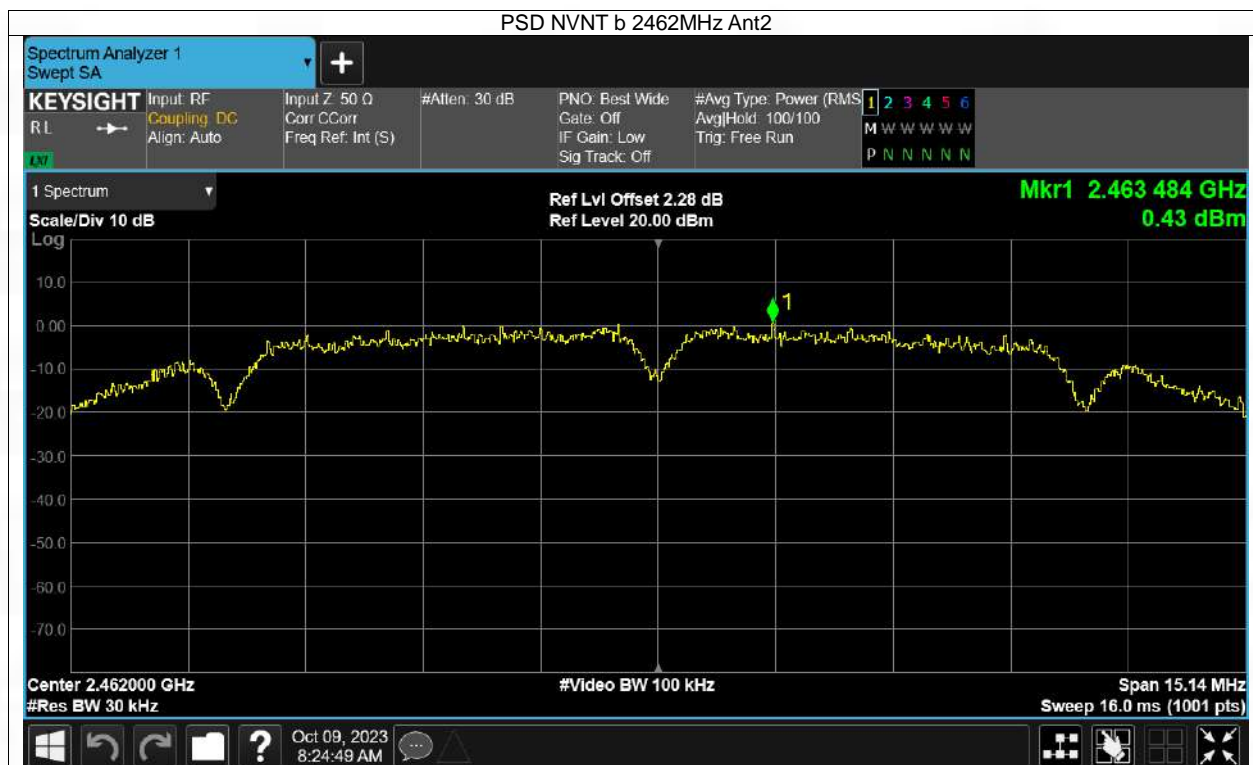 PSD NVNT b 2462MHz Ant2
Spectrum Analyzer 1
Swept SA
+
KEYSIGHT
RL
LXI
Input: RF
Coupling: DC
Align: Auto
Input Z: 50 Ω
Corr CCorr
Freq Ref: Int (S)
#Atten: 30 dB
PNO: Best Wide
Gate: Off
IF Gain: Low
Sig Track: Off
#Avg Type: Power (RMS
Avg|Hold: 100/100
Trig: Free Run
1 2 3 4 5 6
M W W W W W
P N N N N N
1 Spectrum
Scale/Div 10 dB
Ref Lvl Offset 2.28 dB
Ref Level 20.00 dBm
Mkr1 2.463 484 GHz
0.43 dBm
Log
10.0
0.00
-10.0
-20.0
-30.0
-40.0
-50.0
-60.0
-70.0
1
Center 2.462000 GHz
#Res BW 30 kHz
#Video BW 100 kHz
Span 15.14 MHz
Sweep 16.0 ms (1001 pts)
?
Oct 09, 2023
8:24:49 AM